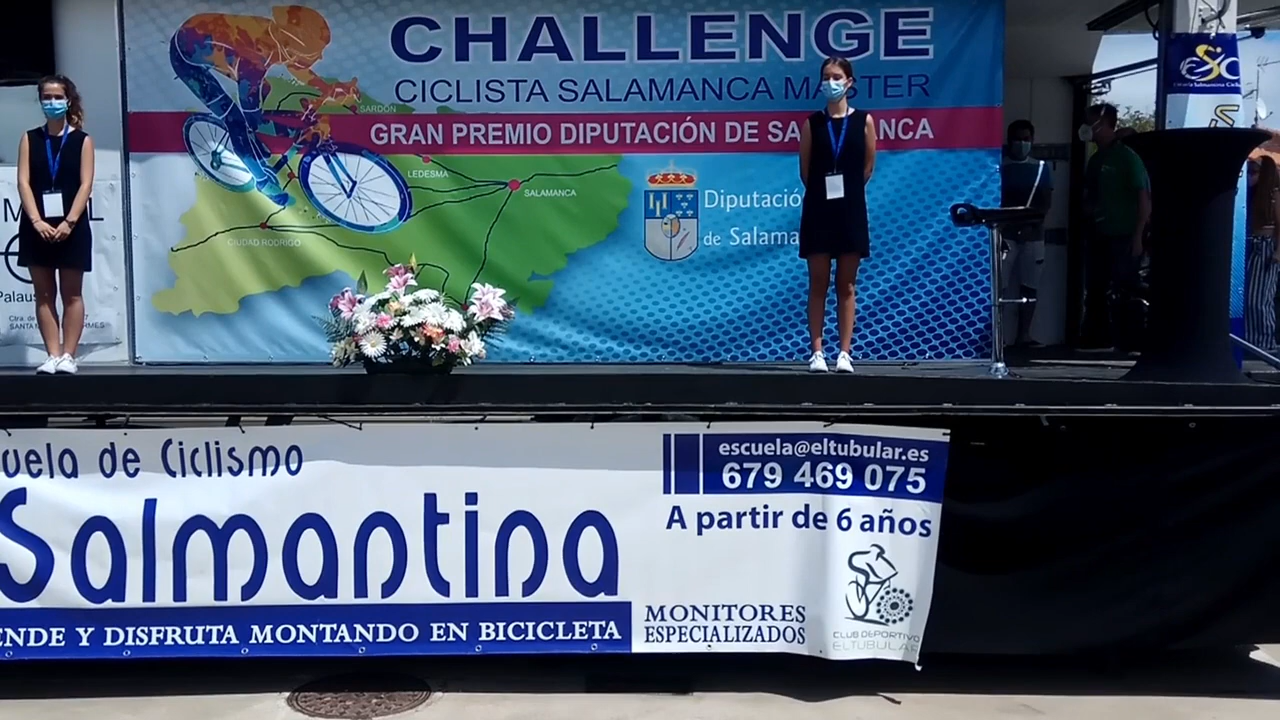 CHALLENGE
CICLISTA SALAMANCA MASTER
GRAN PREMIO DIPUTACIÓN DE SALAMANCA
SARDÓN
LEDESMA
SALAMANCA
CIUDAD RODRIGO
Diputació
de Salama
Palaus
uela de Ciclismo
Salmantina
ENDE Y DISFRUTA MONTANDO EN BICICLETA
escuela@eltubular.es
679 469 075
A partir de 6 años
MONITORES
ESPECIALIZADOS
CLUB DEPORTIVO
ELTUBULAR